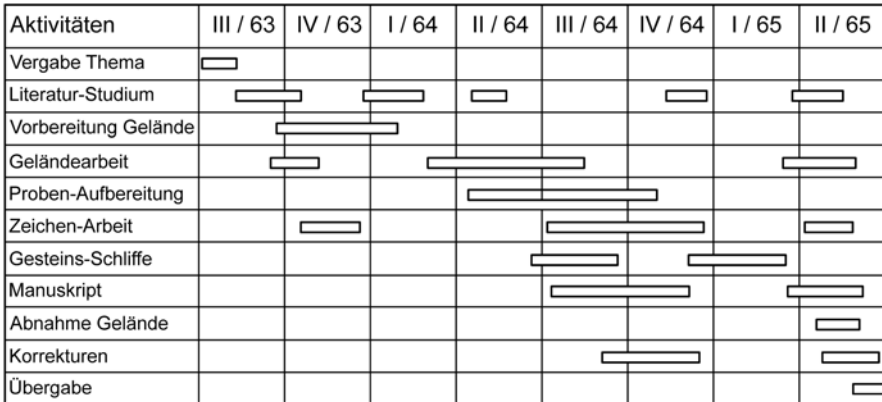 Aktivitäten III / 63 IV / 63 I / 64 II / 64 III / 64 IV / 64 I / 65 II / 65
Vergabe Thema
Literatur-Studium
Vorbereitung Gelände
Geländearbeit
Proben-Aufbereitung
Zeichen-Arbeit
Gesteins-Schliffe
Manuskript
Abnahme Gelände
Korrekturen
Übergabe